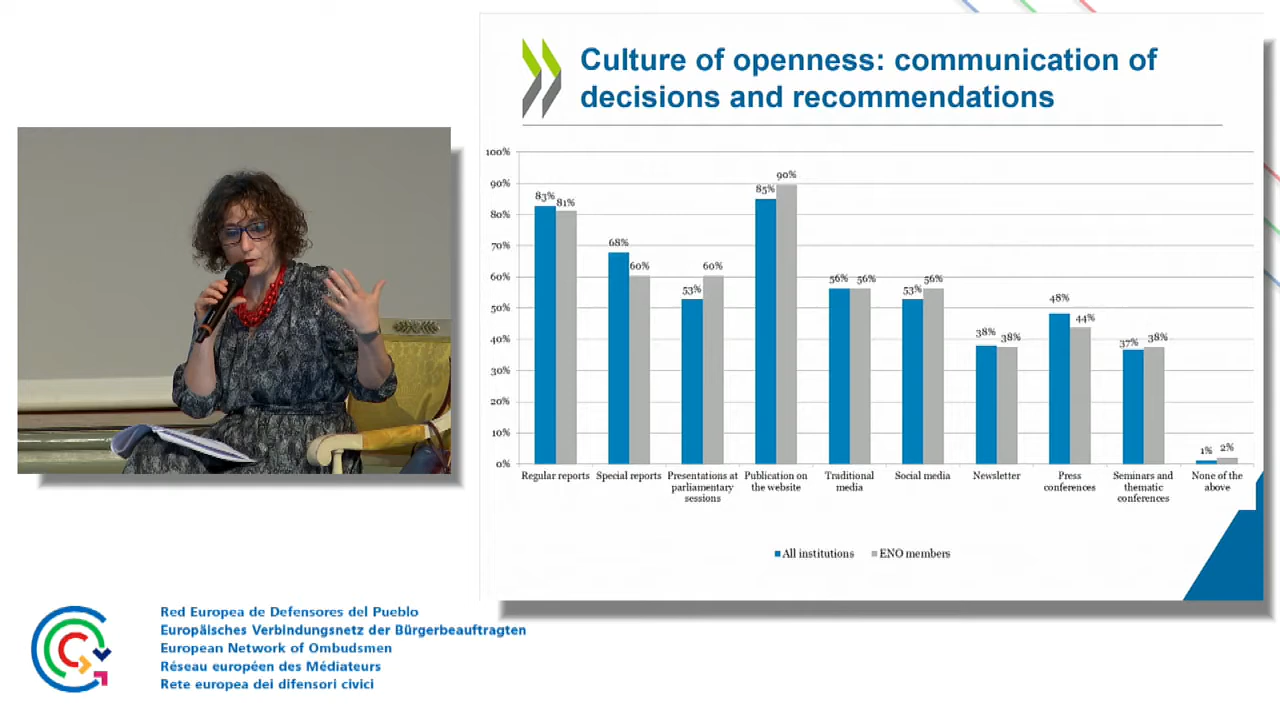 Culture of openness: communication of
decisions and recommendations
100%
90%
80%
70%
60%
50%
40%
30%
20%
10%
0%
83% 81%
68% 60%
53% 60%
85% 90%
56% 56%
53% 56%
38% 38%
48% 44%
37% 38%
1% 2%
Regular reports
Special reports
Presentations at
parliamentary
sessions
Publication on
the website
Traditional
media
Social media
Newsletter
Press
conferences
Seminars and
thematic
conferences
None of the
above
All institutions
ENO members
Red Europea de Defensores del Pueblo
Europäisches Verbindungsnetz der Bürgerbeauftragten
European Network of Ombudsmen
Réseau européen des Médiateurs
Rete europea dei difensori civici